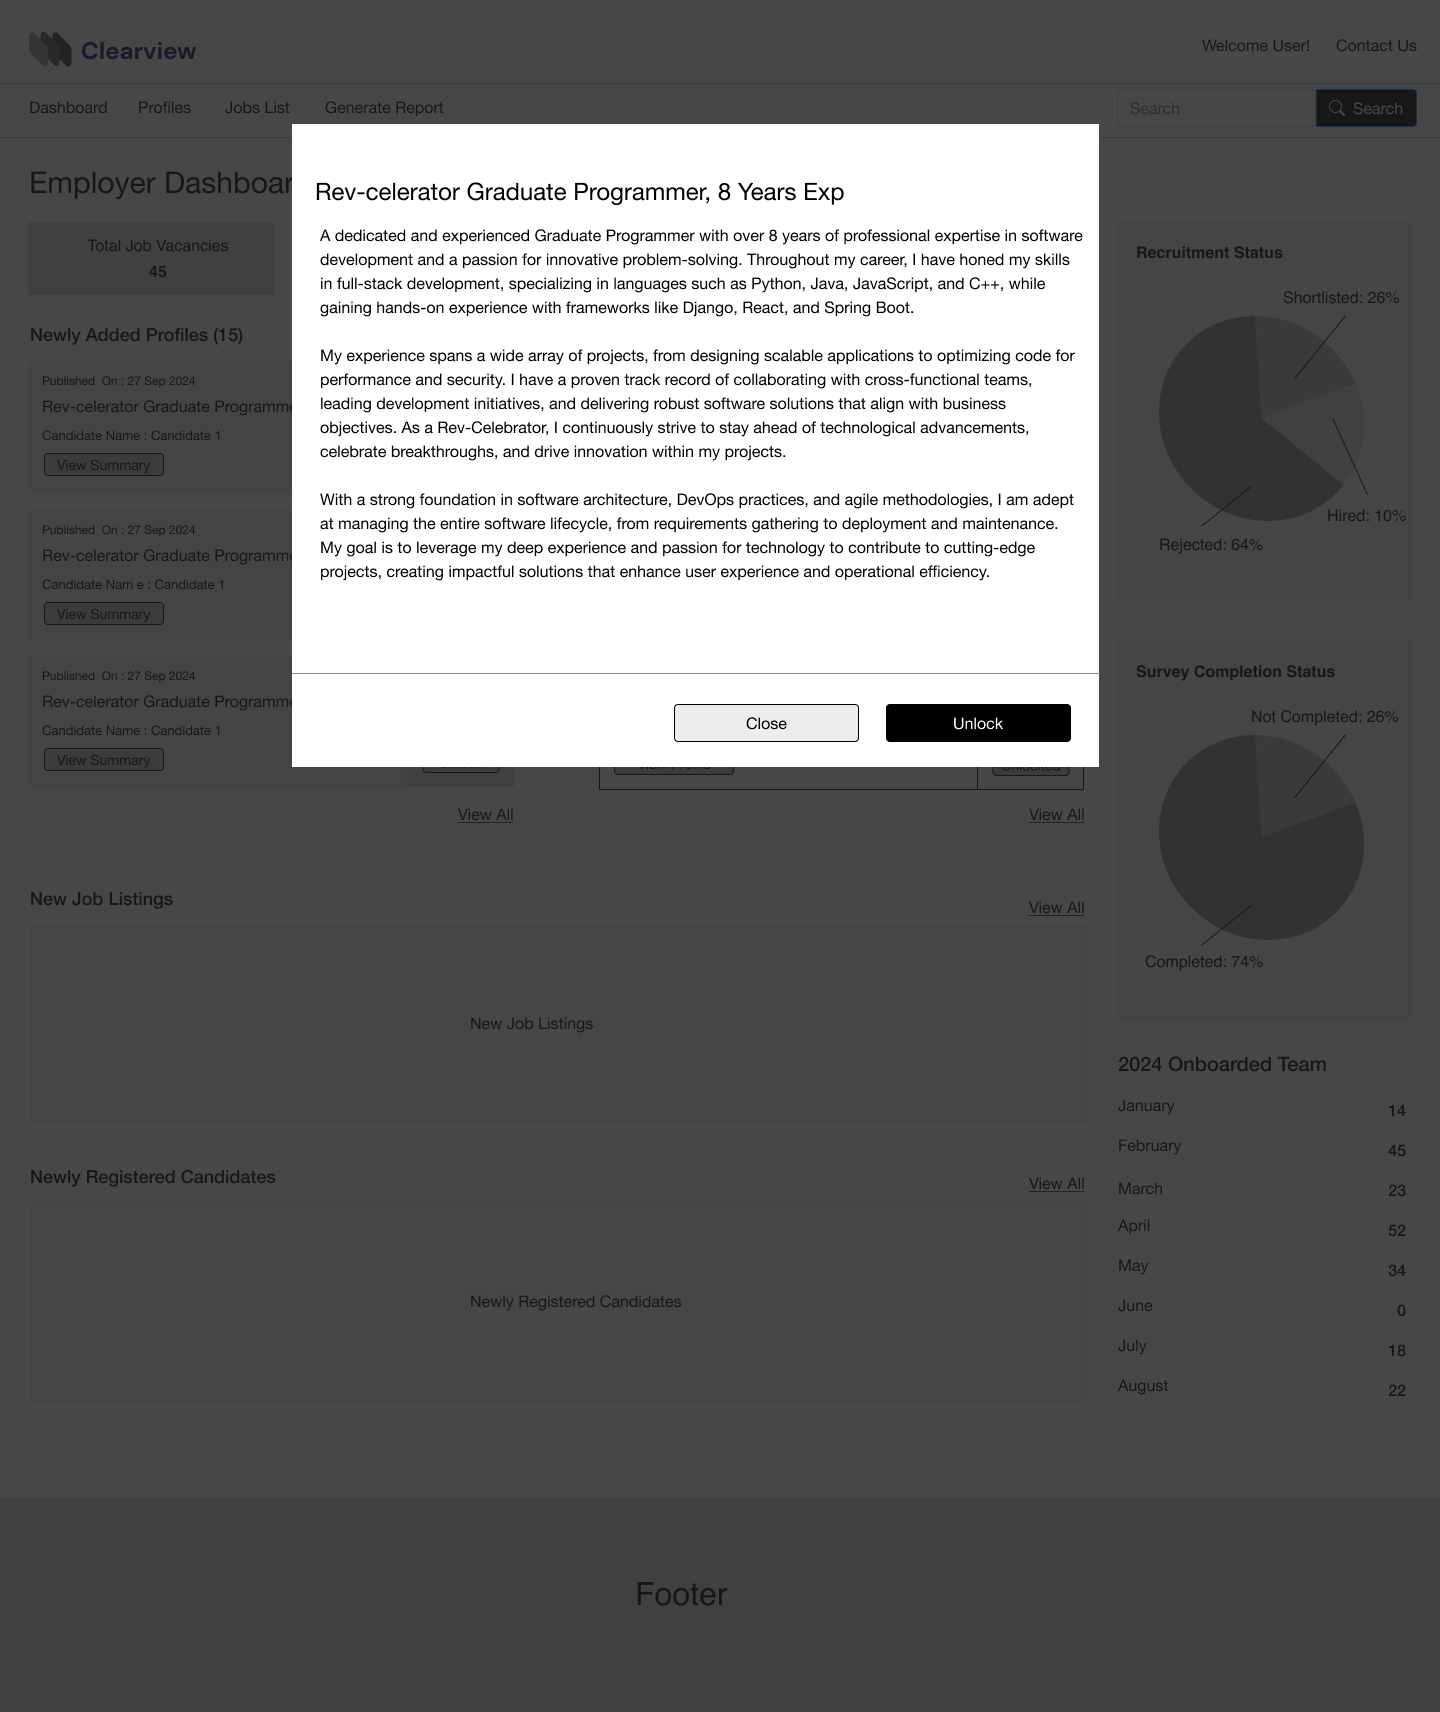 Clearview
Welcome User!
Contact Us
Dashboard
Profiles
Jobs List
Generate Report
Search
Search
Employer Dashboar
Total Job Vacancies
45
Newly Added Profiles (15)
Published On : 27 Sep 2024
Rev-celerator Graduate Programme
Candidate Name : Candidate 1
View Summary
Published On : 27 Sep 2024
Rev-celerator Graduate Programme
Candidate Nam e : Candidate 1
View Summary
Published On : 27 Sep 2024
Rev-celerator Graduate Programme
Candidate Name : Candidate 1
View Summary
Rev-celerator Graduate Programmer, 8 Years Exp
A dedicated and experienced Graduate Programmer with over 8 years of professional expertise in software
development and a passion for innovative problem-solving. Throughout my career, I have honed my skills
in full-stack development, specializing in languages such as Python, Java, JavaScript, and C++, while
gaining hands-on experience with frameworks like Django, React, and Spring Boot.
My experience spans a wide array of projects, from designing scalable applications to optimizing code for
performance and security. I have a proven track record of collaborating with cross-functional teams,
leading development initiatives, and delivering robust software solutions that align with business
objectives. As a Rev-Celebrator, I continuously strive to stay ahead of technological advancements,
celebrate breakthroughs, and drive innovation within my projects.
With a strong foundation in software architecture, DevOps practices, and agile methodologies, I am adept
at managing the entire software lifecycle, from requirements gathering to deployment and maintenance.
My goal is to leverage my deep experience and passion for technology to contribute to cutting-edge
projects, creating impactful solutions that enhance user experience and operational efficiency.
Close
Unlock
View Profile
Unlocked
View All
View All
New Job Listings
View All
New Job Listings
Newly Registered Candidates
View All
Newly Registered Candidates
Recruitment Status
Shortlisted: 26%
Hired: 10%
Rejected: 64%
Survey Completion Status
Not Completed: 26%
Completed: 74%
2024 Onboarded Team
January 14
February 45
March 23
April 52
May 34
June 0
July 18
August 22
Footer